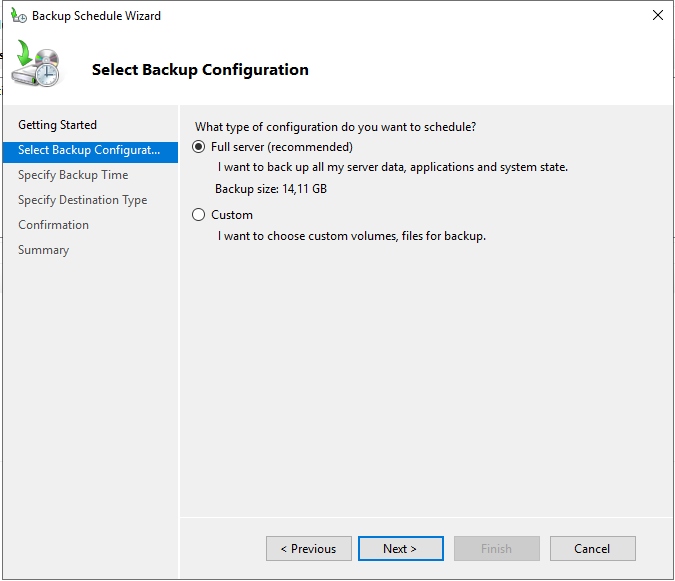 Backup Schedule Wizard
Select Backup Configuration
Getting Started
Select Backup Configurat...
Specify Backup Time
Specify Destination Type
Confirmation
Summary
What type of configuration do you want to schedule?
Full server (recommended)
I want to back up all my server data, applications and system state.
Backup size: 14,11 GB
Custom
I want to choose custom volumes, files for backup.
< Previous
Next >
Finish
Cancel